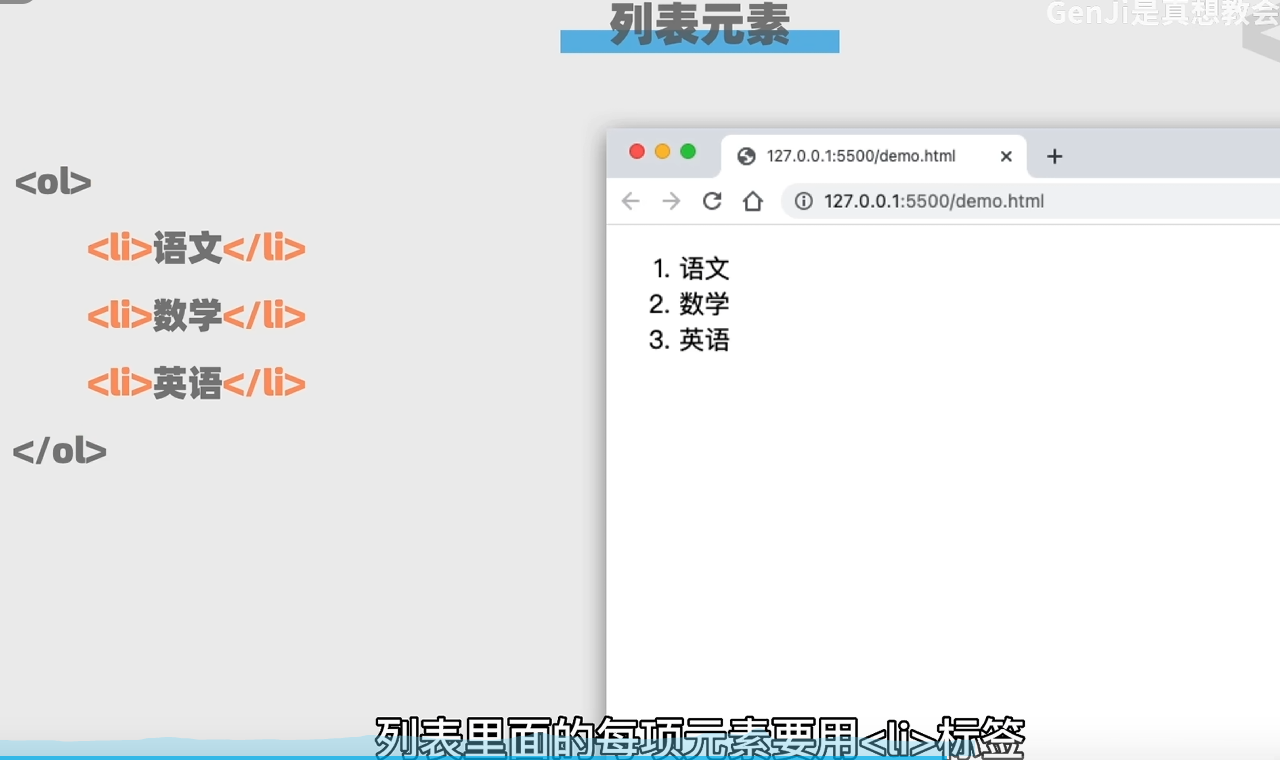 列表元素
GenJi是真想教会
<ol>
<li>语文</li>
<li>数学</li>
<li>英语</li>
</ol>
127.0.0.1:5500/demo.html
127.0.0.1:5500/demo.html
1. 语文
2. 数学
3. 英语
列表里面的每项元素要用<li>标签